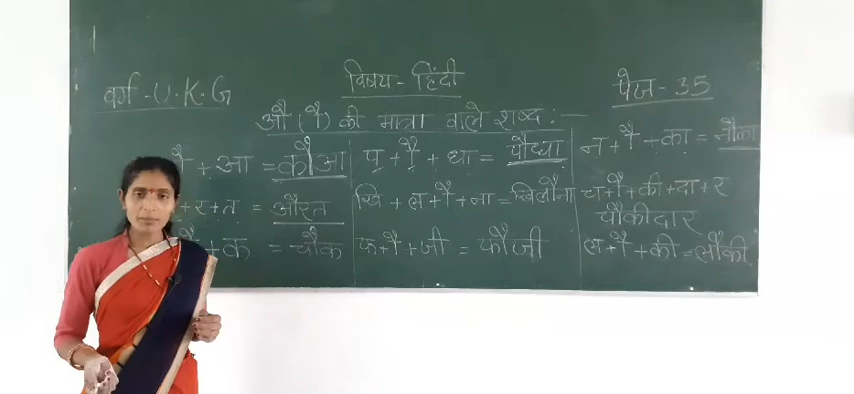 वर्ग - U.K.G
विषय - हिंदी
पेज - 35
औ (ौ) की मात्रा वाले शब्द :-
ौ + आ = कौआ
+ र + त = औरत
ौ + क = चौक
प + ौ + धा = पौधा
खि + ल + ौ + ना = खिलौना
फ + ौ + जी = फौजी
न + ौ + का = नौका
च + ौ + की + दा + र
चौकीदार
ल + ौ + की = लौकी